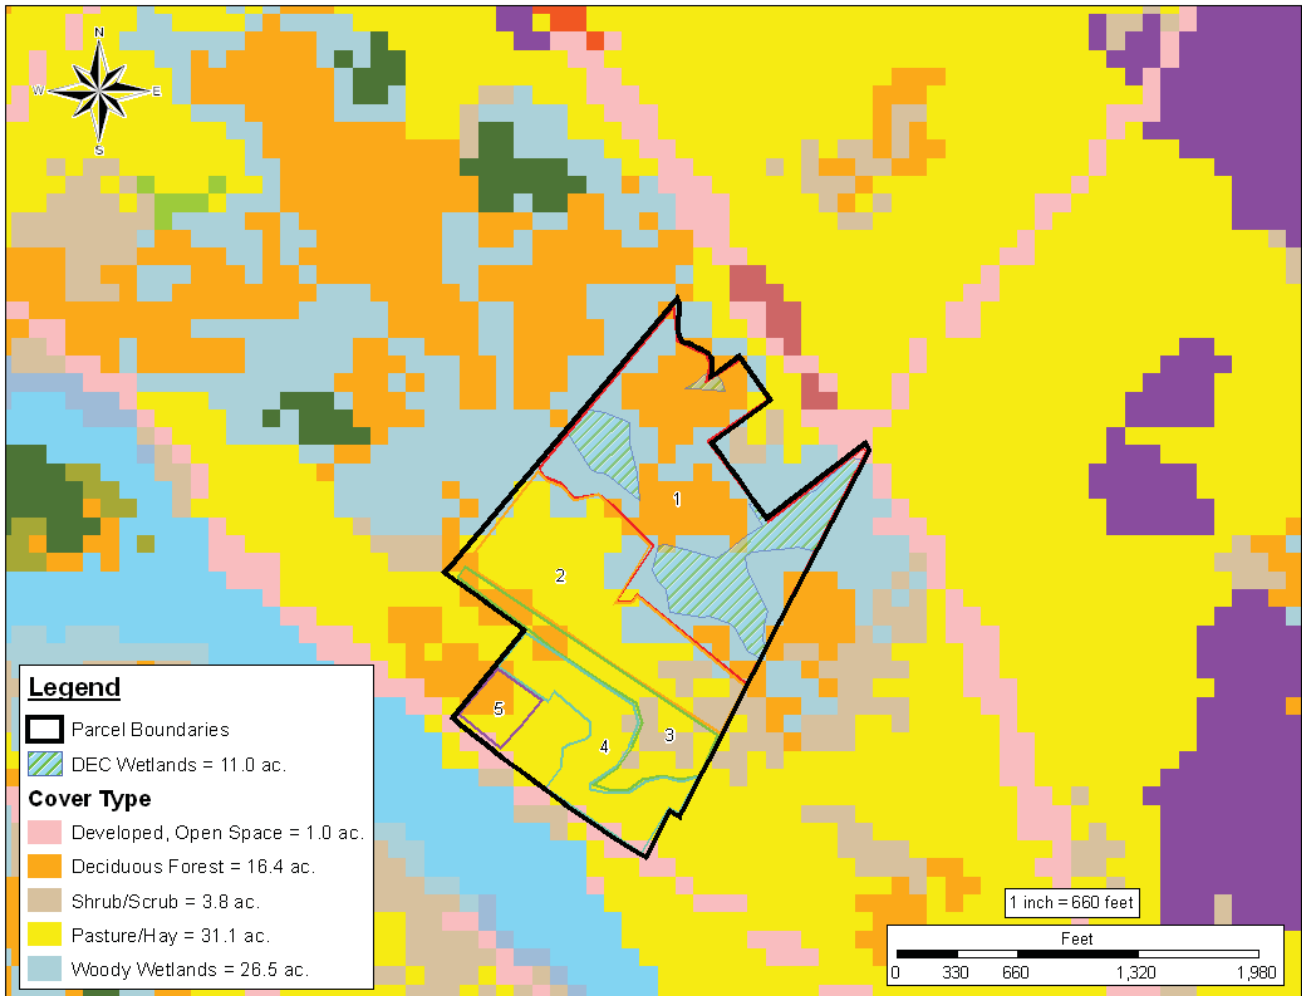 N
W E
S
1
2
5
4
3
Legend
Parcel Boundaries
DEC Wetlands = 11.0 ac.
Cover Type
Developed, Open Space = 1.0 ac.
Deciduous Forest = 16.4 ac.
Shrub/Scrub = 3.8 ac.
Pasture/Hay = 31.1 ac.
Woody Wetlands = 26.5 ac.
1 inch = 660 feet
Feet
0 330 660 1,320 1,980